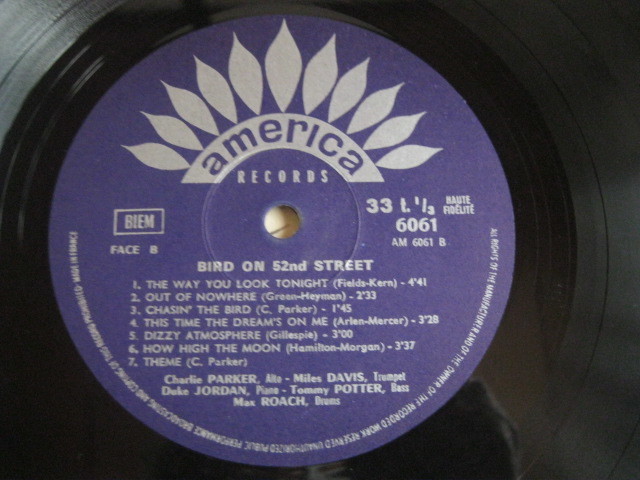 america
RECORDS
BIEM
FACE B
33 t. 1/3
HAUTE
FIDÉLITÉ
6061
AM 6061 B
BIRD ON 52nd STREET
1. THE WAY YOU LOOK TONIGHT (Fields-Kern) - 4'41
2. OUT OF NOWHERE (Green-Heyman) - 2'33
3. CHASIN' THE BIRD (C. Parker) - 1'45
4. THIS TIME THE DREAM'S ON ME (Arlen-Mercer) - 3'28
5. DIZZY ATMOSPHERE (Gillespie) - 3'00
6. HOW HIGH THE MOON (Hamilton-Morgan) - 3'37
7. THEME (C. Parker)
Charlie PARKER, Alto - Miles DAVIS, Trumpet
Duke JORDAN, Piano - Tommy POTTER, Bass
Max ROACH, Drums
ALL RIGHTS OF THE MANUFACTURER AND OF THE OWNER OF THE RECORDED WORK RESERVED UNAUTHORIZED PUBLIC PERFORMANCE BROADCASTING AND COPYING OF THIS RECORD PROHIBITED - MADE IN FRANCE